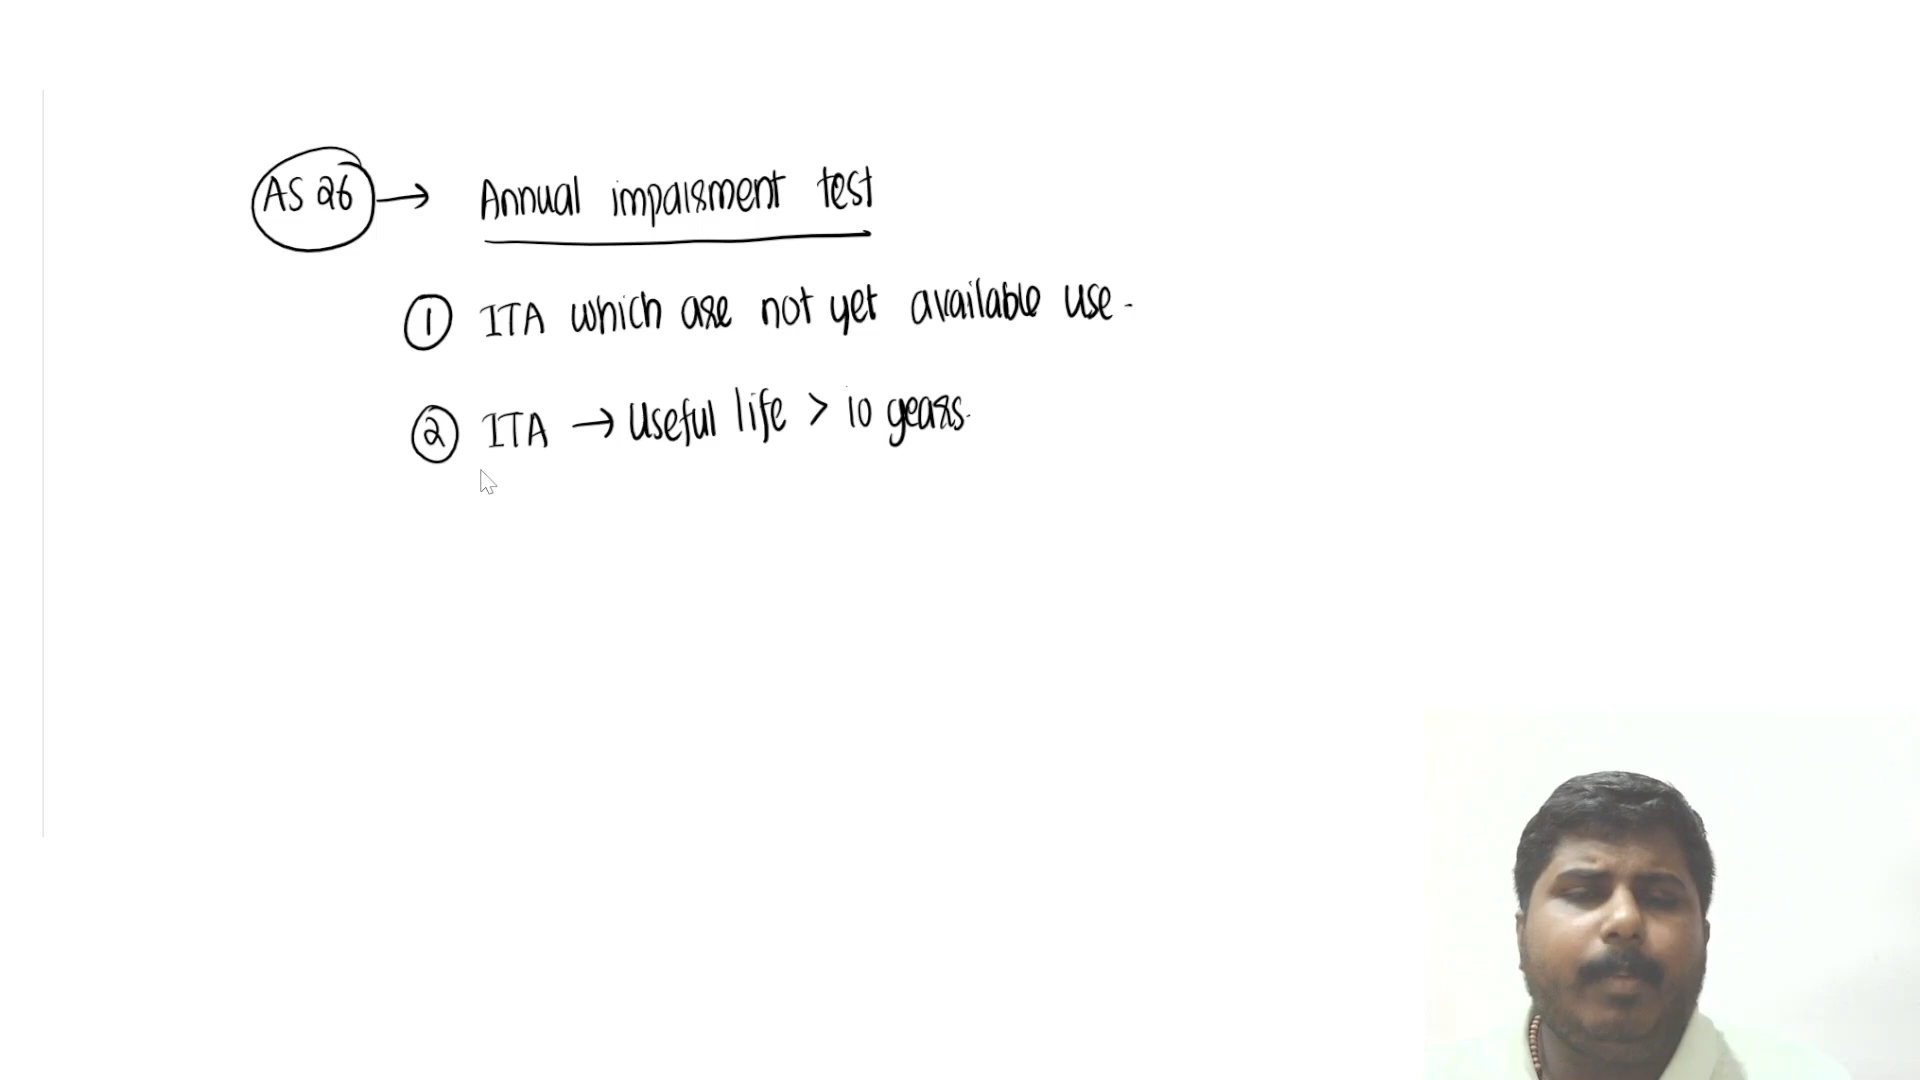 AS 26 → Annual impairment test
① ITA which are not yet available use.
② ITA → Useful life > 10 years.